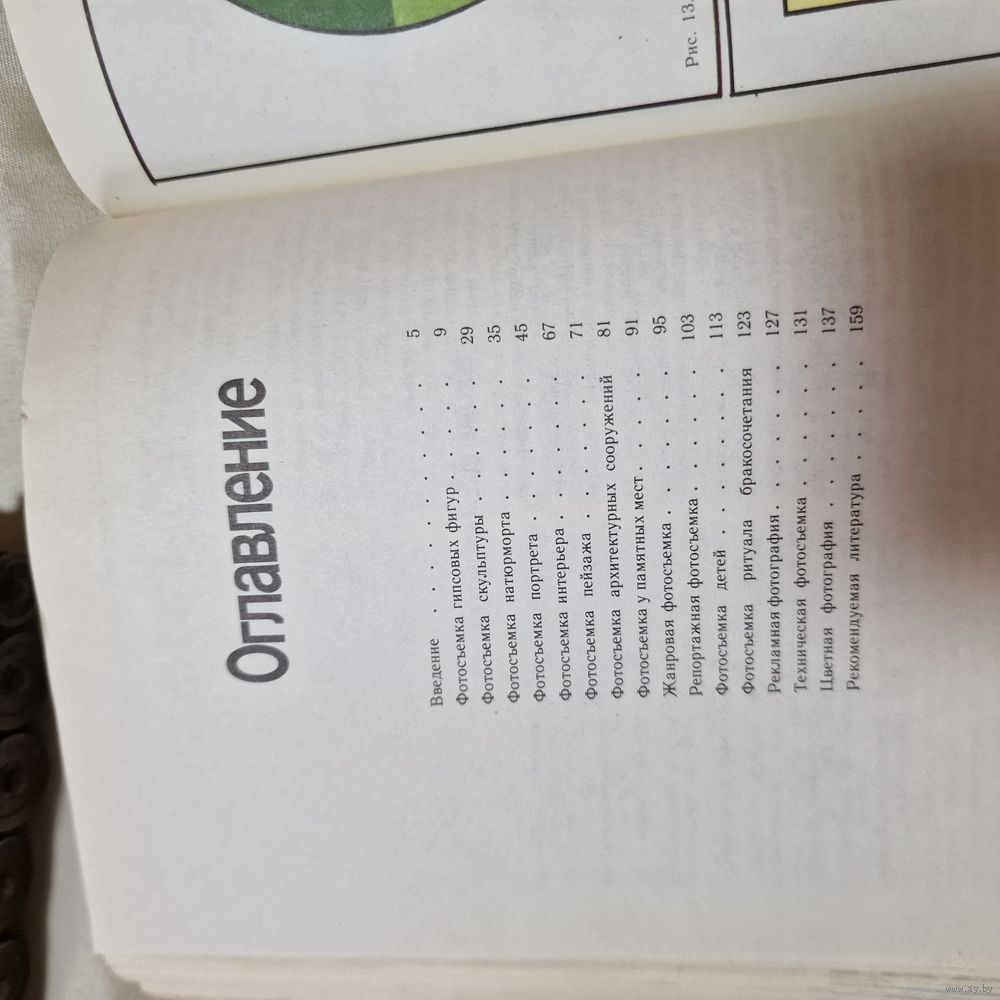 Рис. 13.
Оглавление
Введение . . . . . . . . . 5
Фотосъемка гипсовых фигур . . . . 9
Фотосъемка скульптуры . . . . . 29
Фотосъемка натюрморта . . . . . 35
Фотосъемка портрета . . . . . . 45
Фотосъемка интерьера . . . . . 67
Фотосъемка пейзажа . . . . . . 71
Фотосъемка архитектурных сооружений 81
Фотосъемка у памятных мест . . . . 91
Жанровая фотосъемка . . . . . . 95
Репортажная фотосъемка . . . . . 103
Фотосъемка детей . . . . . . . 113
Фотосъемка ритуала бракосочетания 123
Рекламная фотография . . . . . . 127
Техническая фотосъемка . . . . . 131
Цветная фотография . . . . . . 137
Рекомендуемая литература . . . . . 159
www.ay.by